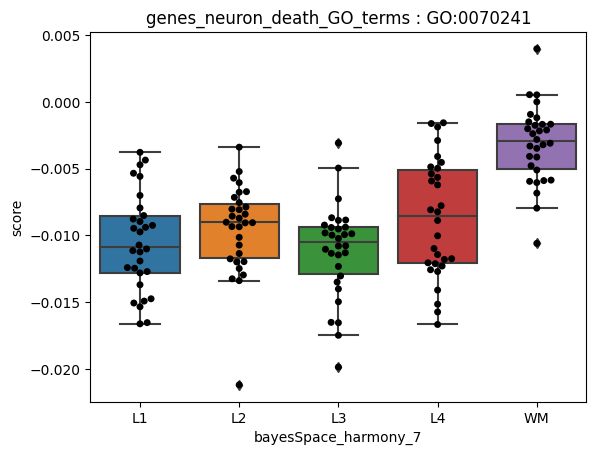 genes_neuron_death_GO_terms : GO:0070241
0.005
0.000
−0.005
−0.010
−0.015
−0.020
score
L1 L2 L3 L4 WM
bayesSpace_harmony_7